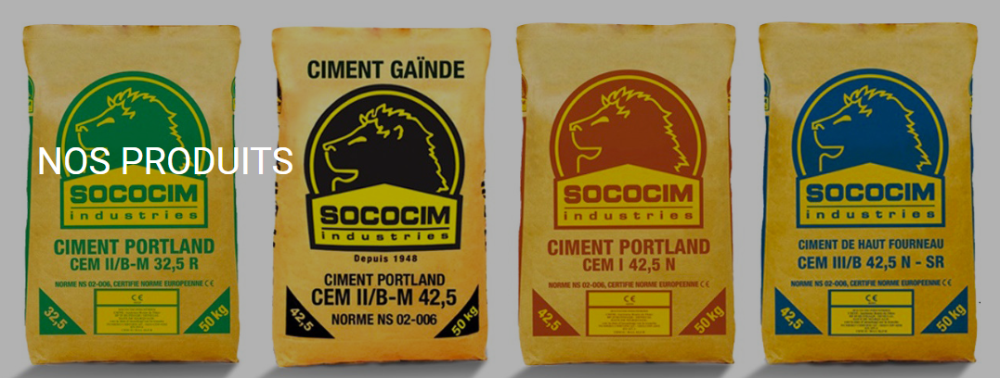 NOS PRODUITS
SOCOCIM
industries
CIMENT PORTLAND
CEM II/B-M 32,5 R
NORME NS 02-006, CERTIFIE NORME EUROPEENNE CE
CE
32,5
50 kg
CIMENT GAÏNDE
SOCOCIM
industries
Depuis 1948
CIMENT PORTLAND
CEM II/B-M 42,5
NORME NS 02-006
42,5
50 kg
SOCOCIM
industries
CIMENT PORTLAND
CEM I 42,5 N
NORME NS 02-006, CERTIFIE NORME EUROPEENNE CE
CE
42,5
50 kg
SOCOCIM
industries
CIMENT DE HAUT FOURNEAU
CEM III/B 42,5 N - SR
NORME NS 02-006, CERTIFIE NORME EUROPEENNE CE
CE
42,5
50 kg